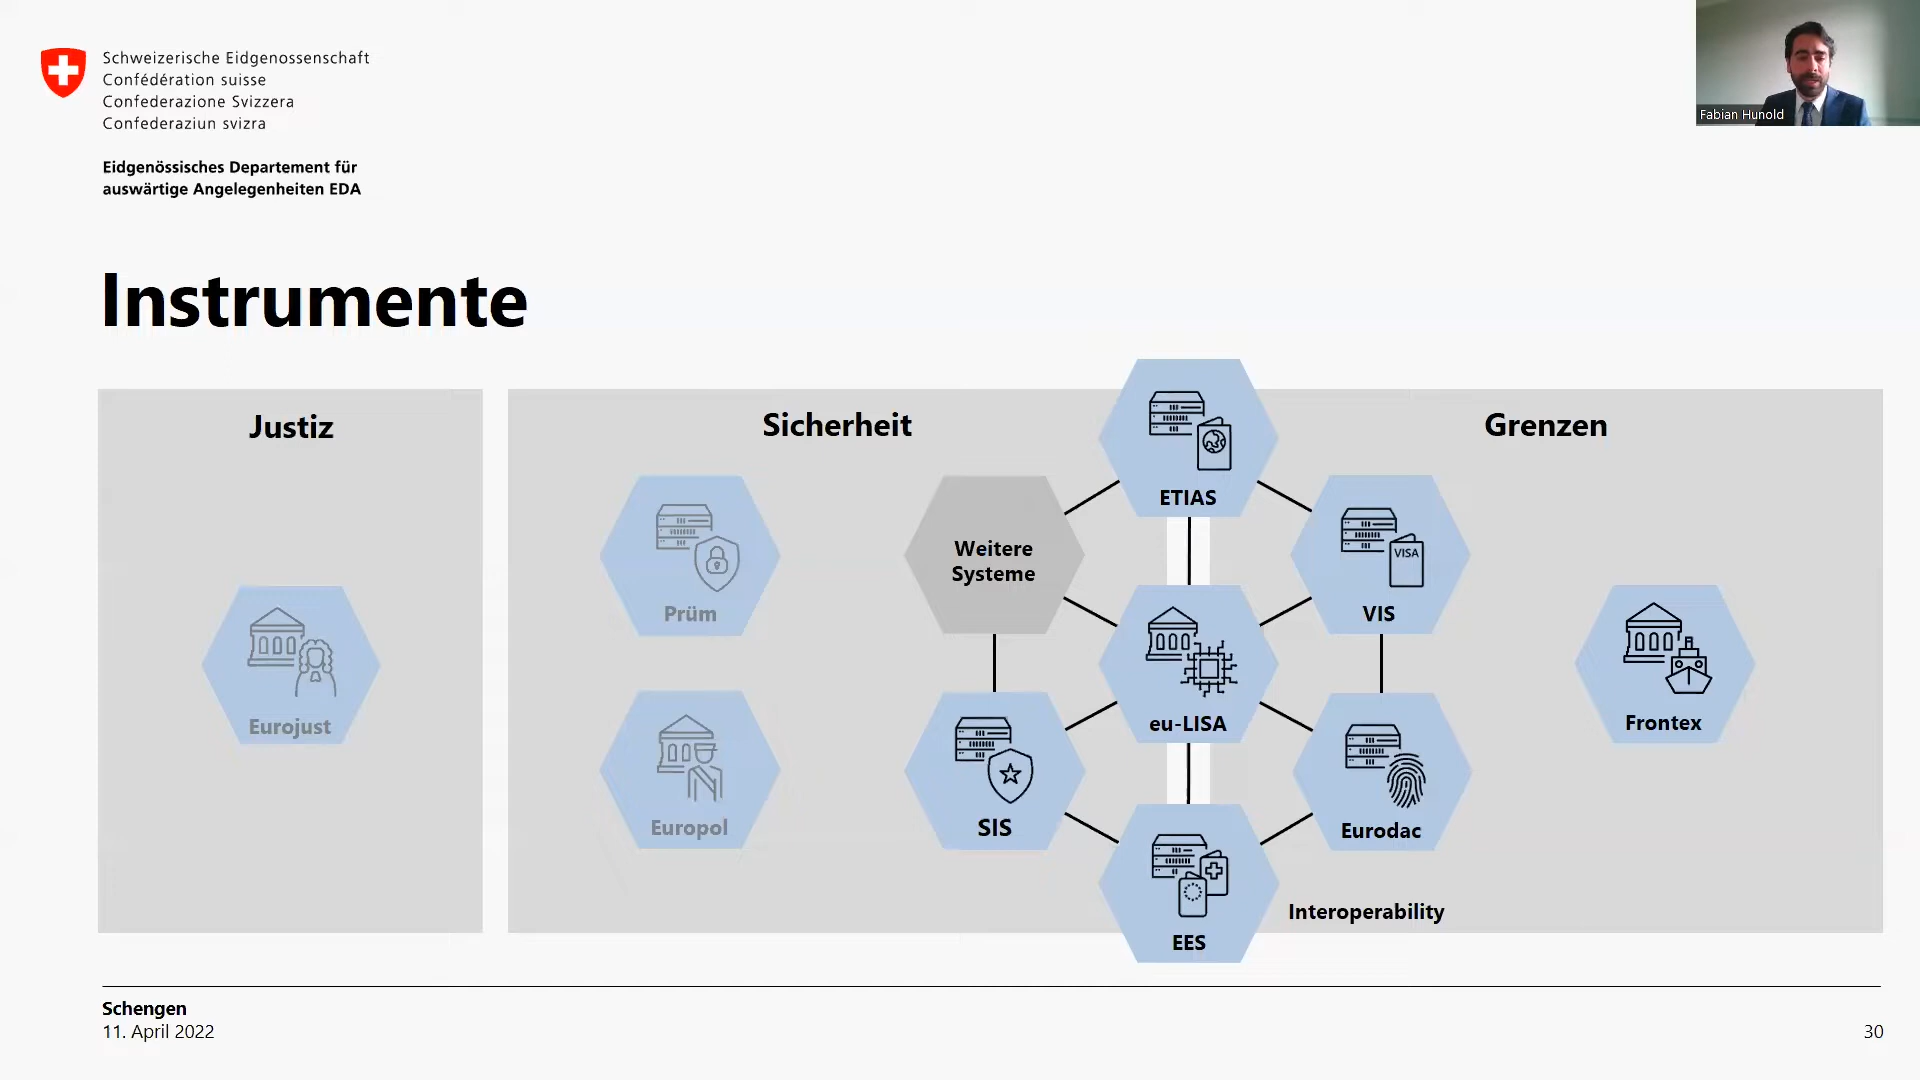 Schweizerische Eidgenossenschaft
Confédération suisse
Confederazione Svizzera
Confederaziun svizra
Eidgenössisches Departement für
auswärtige Angelegenheiten EDA
Fabian Hunold
Instrumente
Justiz
Sicherheit
Grenzen
ETIAS
Weitere
Systeme
VISA
VIS
Prüm
Eurojust
eu-LISA
Frontex
Europol
SIS
Eurodac
Interoperability
EES
Schengen
11. April 2022
30